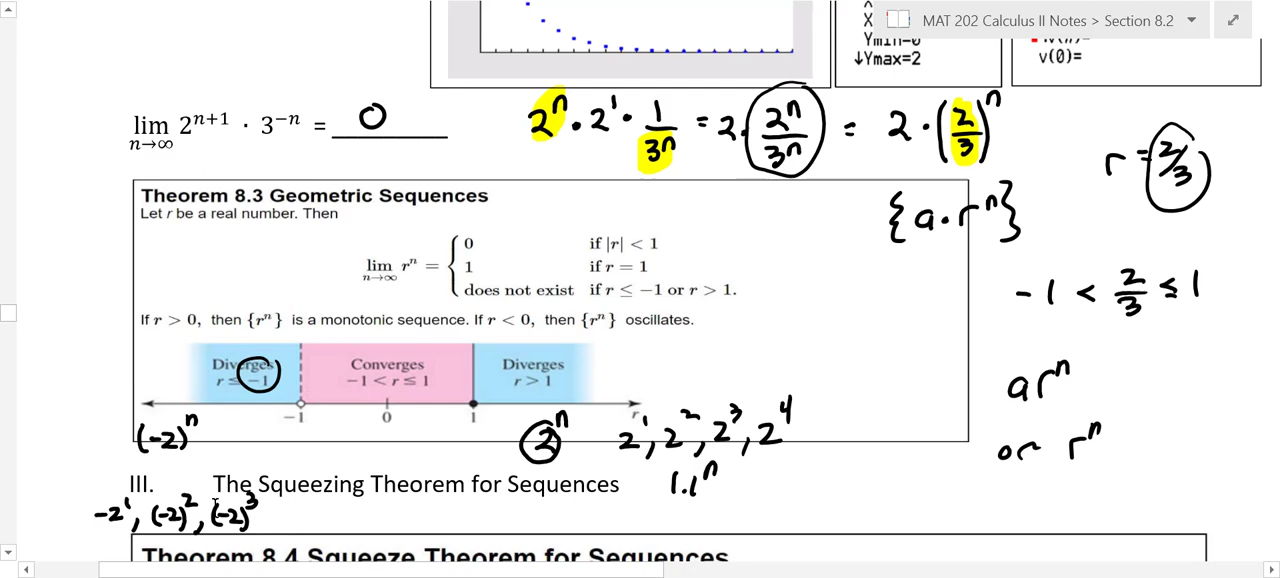 MAT 202 Calculus II Notes > Section 8.2
X
Ymin=0
↓Ymax=2
v(0)=
lim n→∞ 2^{n+1} · 3^{-n} = 0
2^n · 2^1 · 1/3^n = 2 · 2^n/3^n = 2 · (2/3)^n
r = 2/3
Theorem 8.3 Geometric Sequences
Let r be a real number. Then
{a · r^n}
lim n→∞ r^n = { 0 if |r| < 1
1 if r = 1
does not exist if r ≤ −1 or r > 1.
-1 < 2/3 ≤ 1
If r > 0, then {r^n} is a monotonic sequence. If r < 0, then {r^n} oscillates.
Diverges Converges Diverges
r ≤ −1 −1 < r ≤ 1 r > 1
ar^n
−1 0 1 r
(-2)^n 2^n 2^1, 2^2, 2^3, 2^4
or r^n
III. The Squeezing Theorem for Sequences 1.1^n
-2^1, (-2)^2, (-2)^3
Theorem 8.4 Squeeze Theorem for Sequences